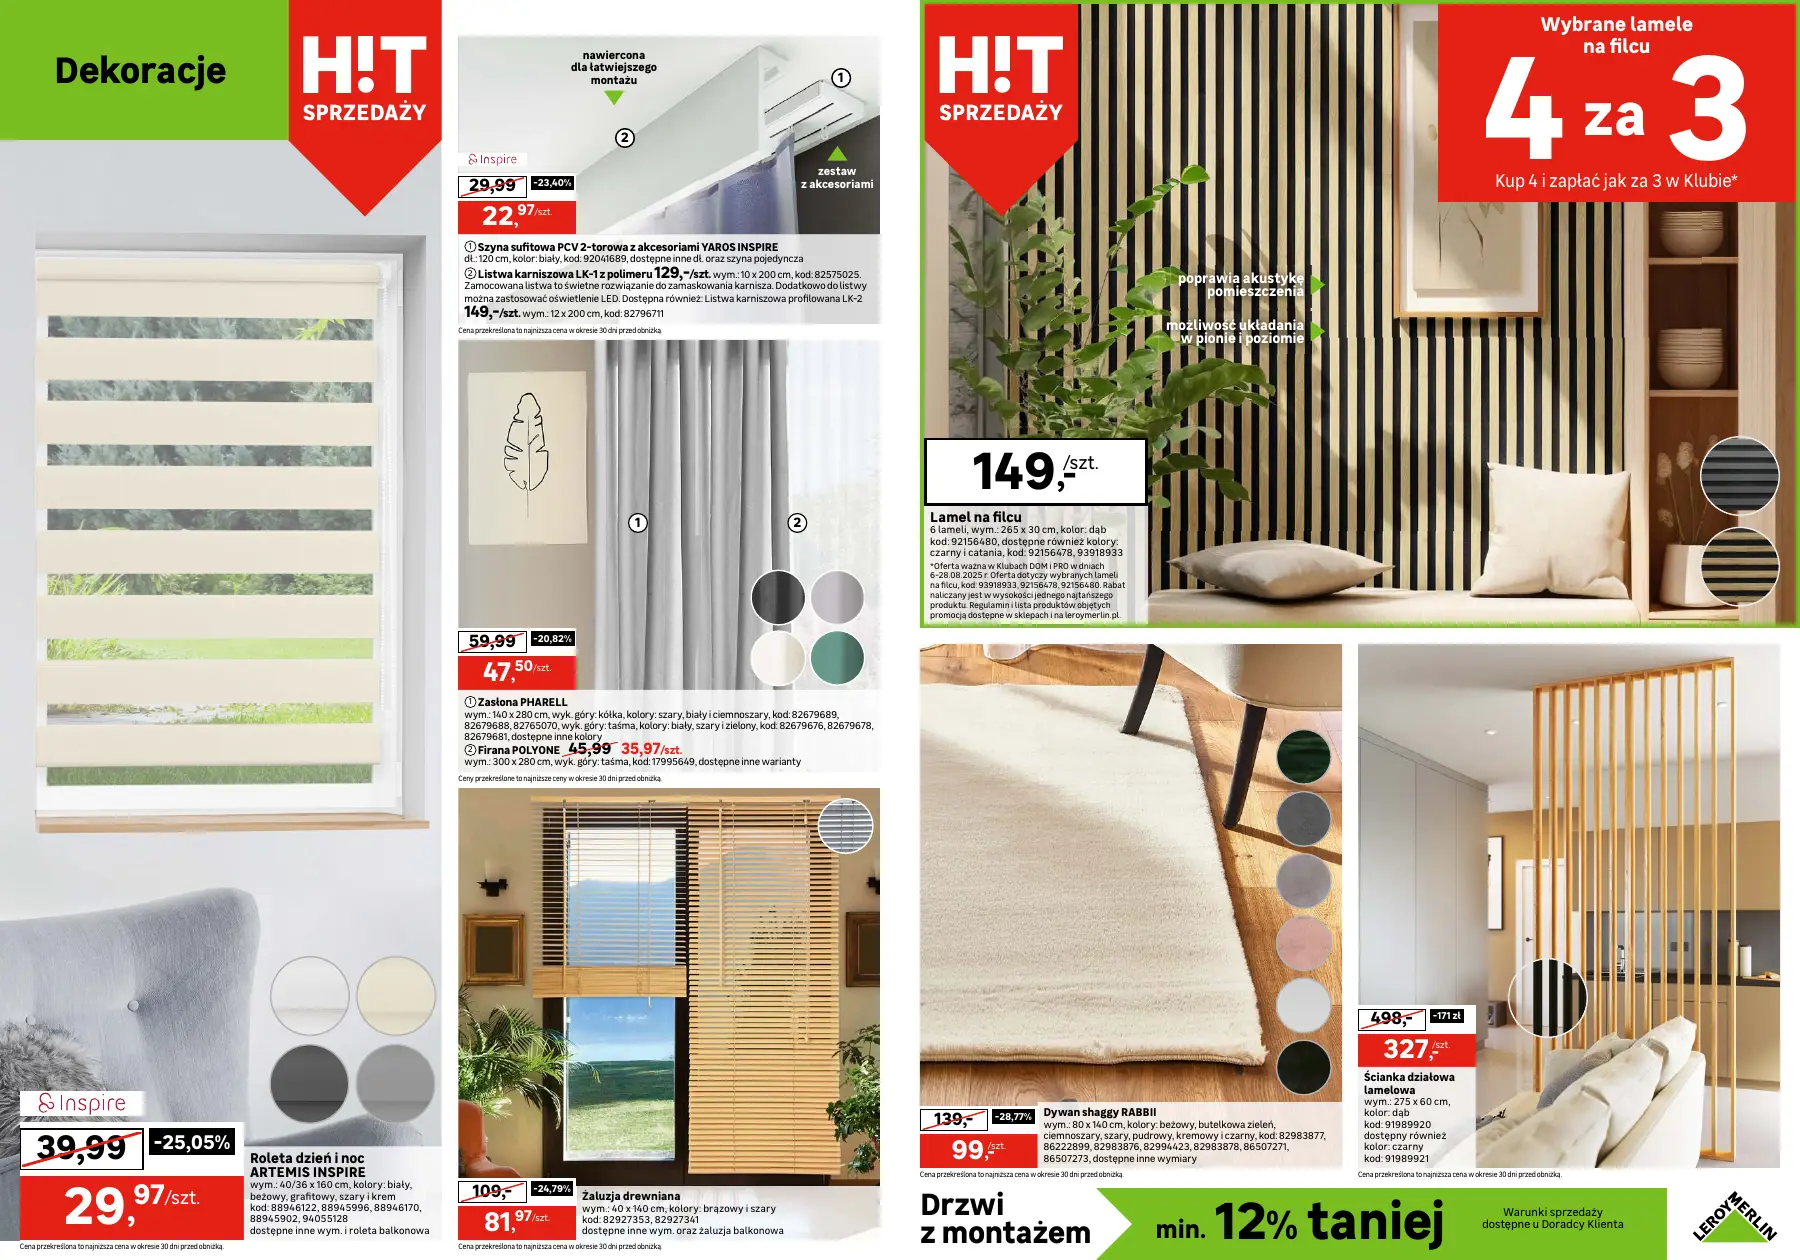 Dekoracje
H!T
SPRZEDAŻY
Inspire
39,99
-25,05%
29,97/szt.
Roleta dzień i noc
ARTEMIS INSPIRE
wym.: 40/36 x 160 cm, kolory: biały,
beżowy, grafitowy, szary i krem
kod: 88946122, 88945996, 88946170,
88945902, 94055128
dostępne inne wym. i roleta balkonowa
Cena przekreślona to najniższa cena w okresie 30 dni przed obniżką.
nawiercona
dla łatwiejszego
montażu
1
2
zestaw
z akcesoriami
Inspire
29,99
-23,40%
22,97/szt.
① Szyna sufitowa PCV 2-torowa z akcesoriami YAROS INSPIRE
dł.: 120 cm, kolor: biały, kod: 92041689, dostępne inne dł. oraz szyna pojedyncza
② Listwa karniszowa LK-1 z polimeru 129,-/szt. wym.: 10 x 200 cm, kod: 82575025.
Zamocowana listwa to świetne rozwiązanie do zamaskowania karnisza. Dodatkowo do listwy
można zastosować oświetlenie LED. Dostępna również: Listwa karniszowa profilowana LK-2
149,-/szt. wym.: 12 x 200 cm, kod: 82796711
Cena przekreślona to najniższa cena w okresie 30 dni przed obniżką.
1
2
59,99
-20,82%
47,50/szt.
① Zasłona PHARELL
wym.: 140 x 280 cm, wyk. góry: kółka, kolory: szary, biały i ciemnoszary, kod: 82679689,
82679688, 82765070, wyk. góry: taśma, kolory: biały, szary i zielony, kod: 82679676, 82679678,
82679681, dostępne inne kolory
② Firana POLYONE 45,99 35,97/szt.
wym.: 300 x 280 cm, wyk. góry: taśma, kod: 17995649, dostępne inne warianty
Ceny przekreślone to najniższe ceny w okresie 30 dni przed obniżką.
109,-
-24,79%
81,97/szt.
Żaluzja drewniana
wym.: 40 x 140 cm, kolory: brązowy i szary
kod: 82927353, 82927341
dostępne inne wym. oraz żaluzja balkonowa
Cena przekreślona to najniższa cena w okresie 30 dni przed obniżką.
H!T
SPRZEDAŻY
Wybrane lamele
na filcu
4 za 3
Kup 4 i zapłać jak za 3 w Klubie*
poprawia akustykę
pomieszczenia
możliwość układania
w pionie i poziomie
149,-/szt.
Lamel na filcu
6 lameli, wym.: 265 x 30 cm, kolor: dąb
kod: 92156480, dostępne również kolory:
czarny i catania, kod: 92156478, 93918933
*Oferta ważna w Klubach DOM i PRO w dniach
6-28.08.2025 r. Oferta dotyczy wybranych lameli
na filcu, kod: 93918933, 92156478, 92156480. Rabat
naliczany jest w wysokości jednego najtańszego
produktu. Regulamin i lista produktów objętych
promocją dostępne w sklepach i na leroymerlin.pl.
139,-
-28,77%
99,-/szt.
Dywan shaggy RABBII
wym.: 80 x 140 cm, kolory: beżowy, butelkowa zieleń,
ciemnoszary, szary, pudrowy, kremowy i czarny, kod: 82983877,
86222899, 82983876, 82994423, 82983878, 86507271,
86507273, dostępne inne wymiary
Cena przekreślona to najniższa cena w okresie 30 dni przed obniżką.
498,-
-171 zł
327,-/szt.
Ścianka działowa
lamelowa
wym.: 275 x 60 cm,
kolor: dąb
kod: 91989920
dostępny również
kolor: czarny
kod: 91989921
Cena przekreślona to najniższa cena w okresie 30 dni przed obniżką.
Drzwi
z montażem
min. 12% taniej
Warunki sprzedaży
dostępne u Doradcy Klienta
LEROY MERLIN